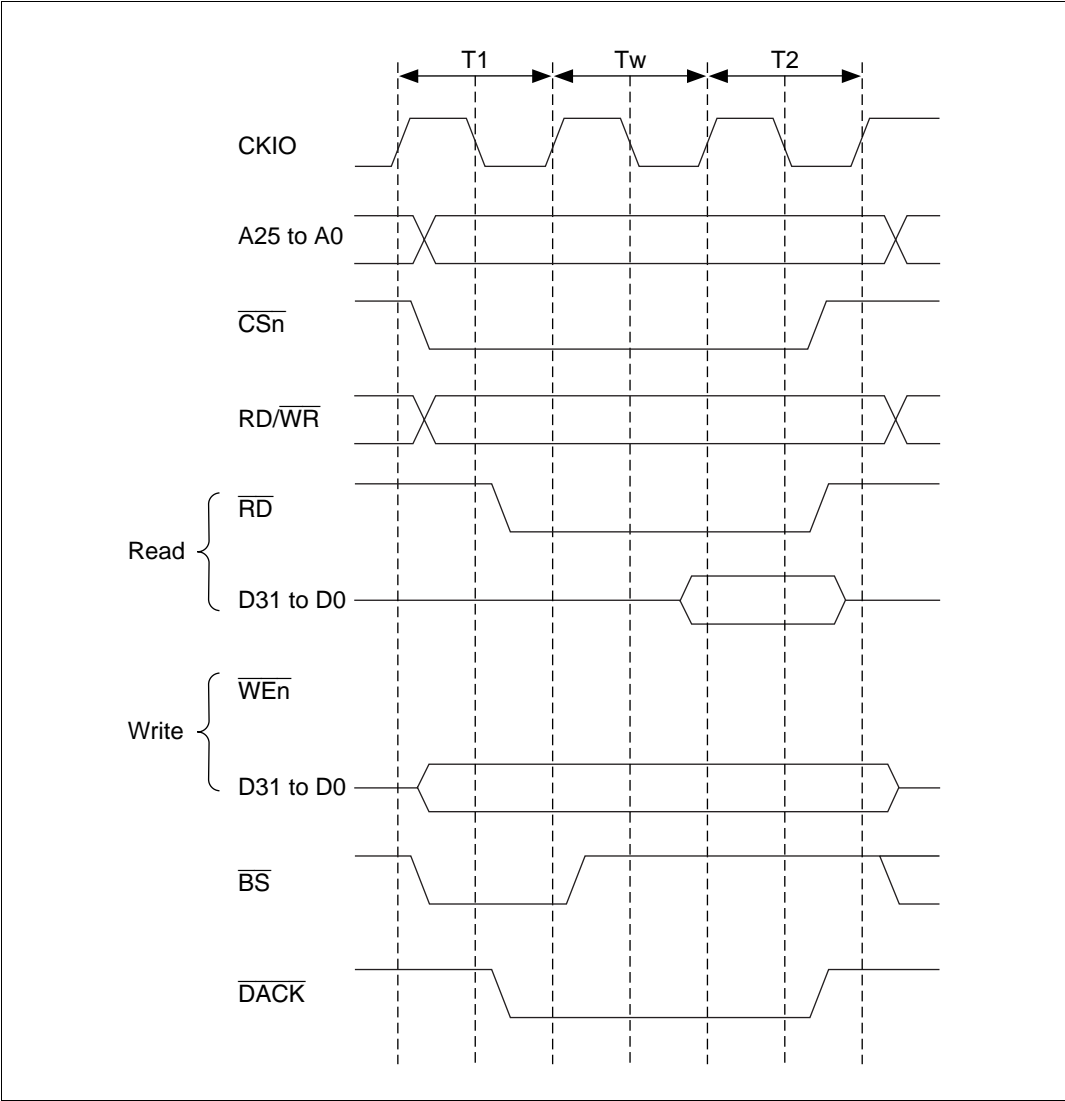 T1 Tw T2
CKIO
A25 to A0
CSn
RD/WR
RD
Read
D31 to D0
WEn
Write
D31 to D0
BS
DACK